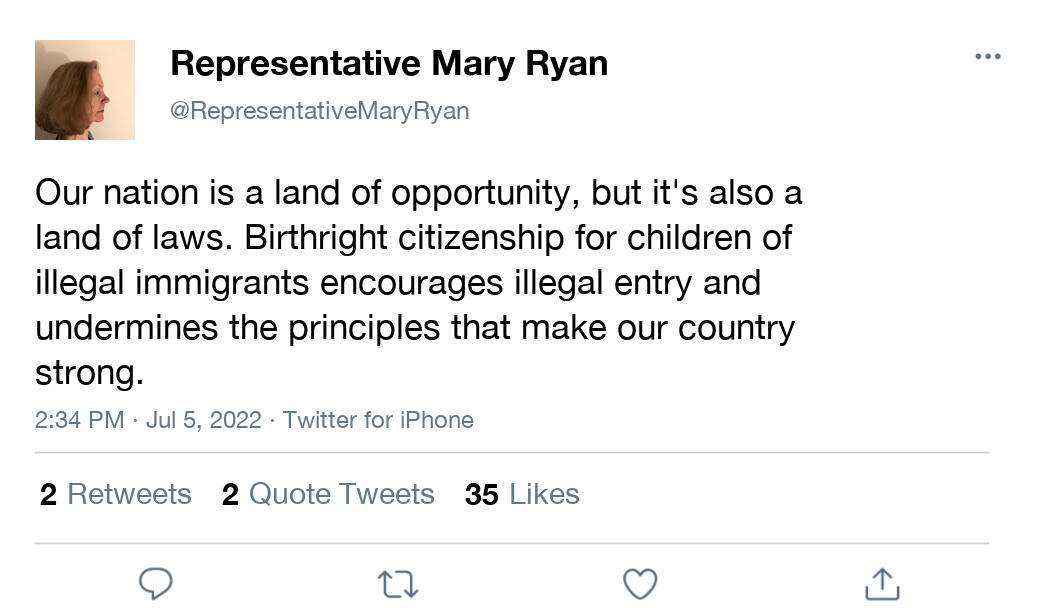 Representative Mary Ryan
@RepresentativeMaryRyan
Our nation is a land of opportunity, but it's also a
land of laws. Birthright citizenship for children of
illegal immigrants encourages illegal entry and
undermines the principles that make our country
strong.
2:34 PM · Jul 5, 2022 · Twitter for iPhone
2 Retweets 2 Quote Tweets 35 Likes